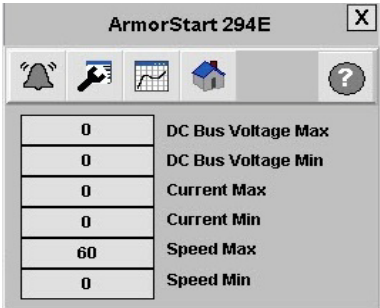 ArmorStart 294E X
?
0 DC Bus Voltage Max
0 DC Bus Voltage Min
0 Current Max
0 Current Min
60 Speed Max
0 Speed Min